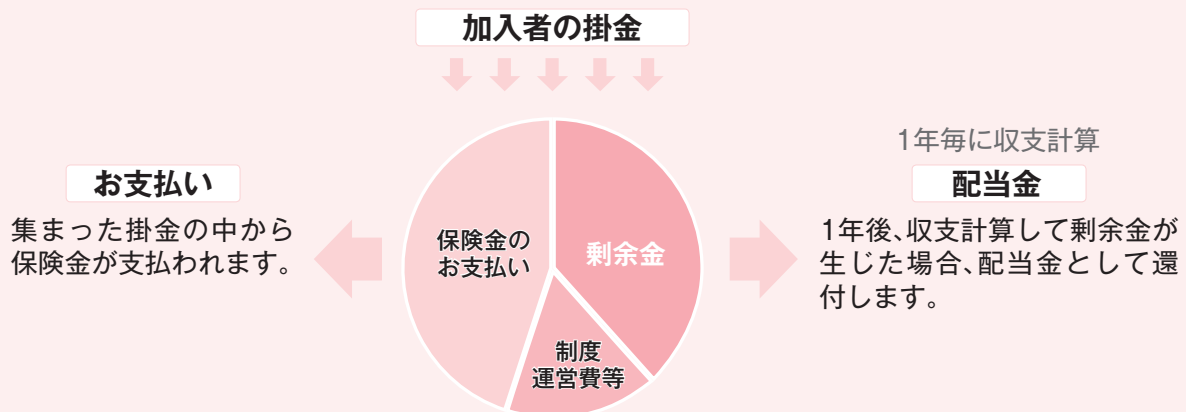 加入者の掛金
お支払い
集まった掛金の中から
保険金が支払われます。
保険金の
お支払い
剰余金
制度
運営費等
1年毎に収支計算
配当金
1年後、収支計算して剰余金が
生じた場合、配当金として還
付します。